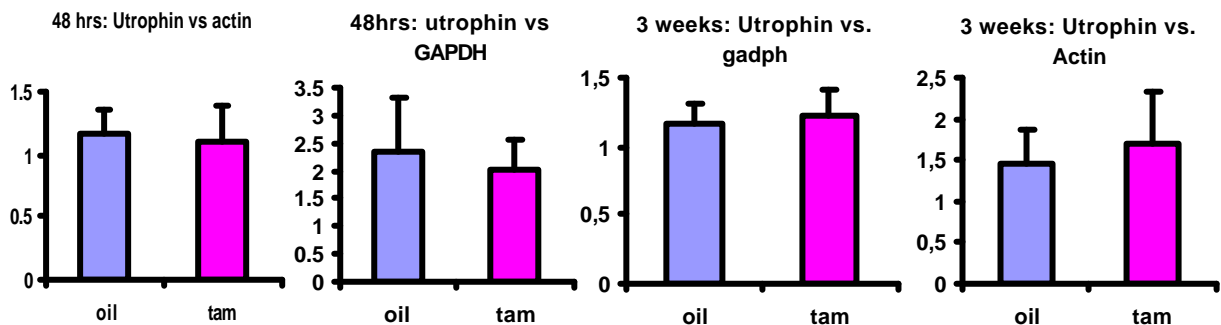 48 hrs: Utrophin vs actin
1.5
1
0.5
0
oil tam
48hrs: utrophin vs
GAPDH
3.5
3
2.5
2
1.5
1
0.5
0
oil tam
3 weeks: Utrophin vs.
gadph
1,5
1
0,5
0
oil tam
3 weeks: Utrophin vs.
Actin
2,5
2
1,5
1
0,5
0
oil tam